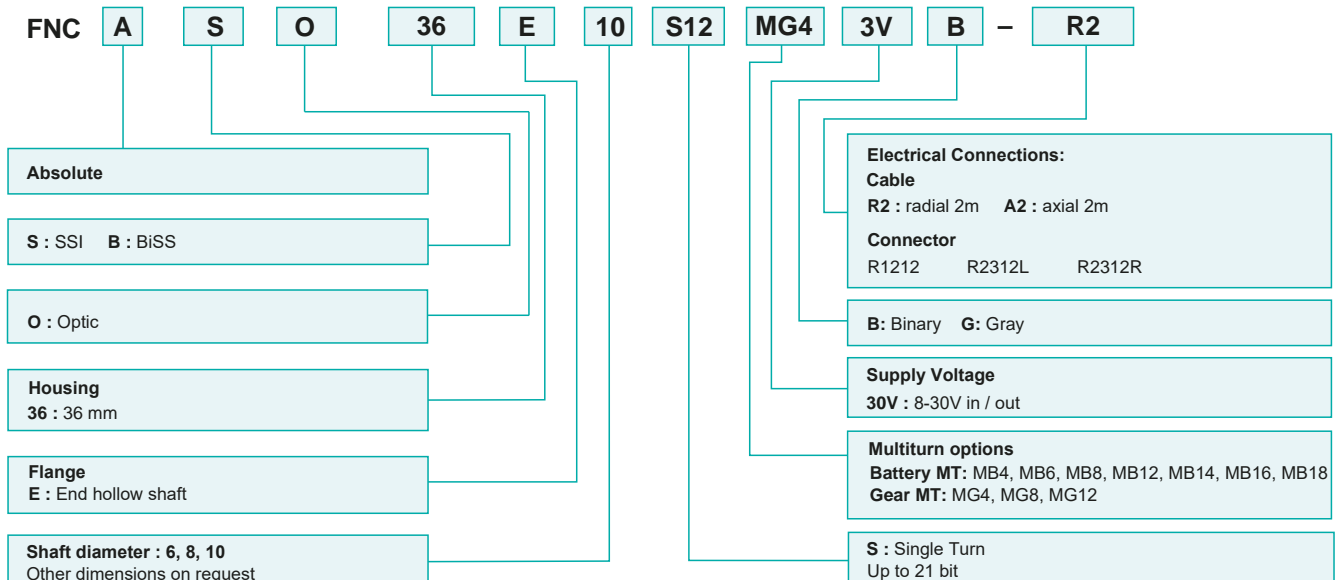 FNC A S O 36 E 10 S12 MG4 3V B – R2
Absolute
S : SSI B : BiSS
O : Optic
Housing
36 : 36 mm
Flange
E : End hollow shaft
Shaft diameter : 6, 8, 10
Other dimensions on request
Electrical Connections:
Cable
R2 : radial 2m A2 : axial 2m
Connector
R1212 R2312L R2312R
B: Binary G: Gray
Supply Voltage
30V : 8-30V in / out
Multiturn options
Battery MT: MB4, MB6, MB8, MB12, MB14, MB16, MB18
Gear MT: MG4, MG8, MG12
S : Single Turn
Up to 21 bit